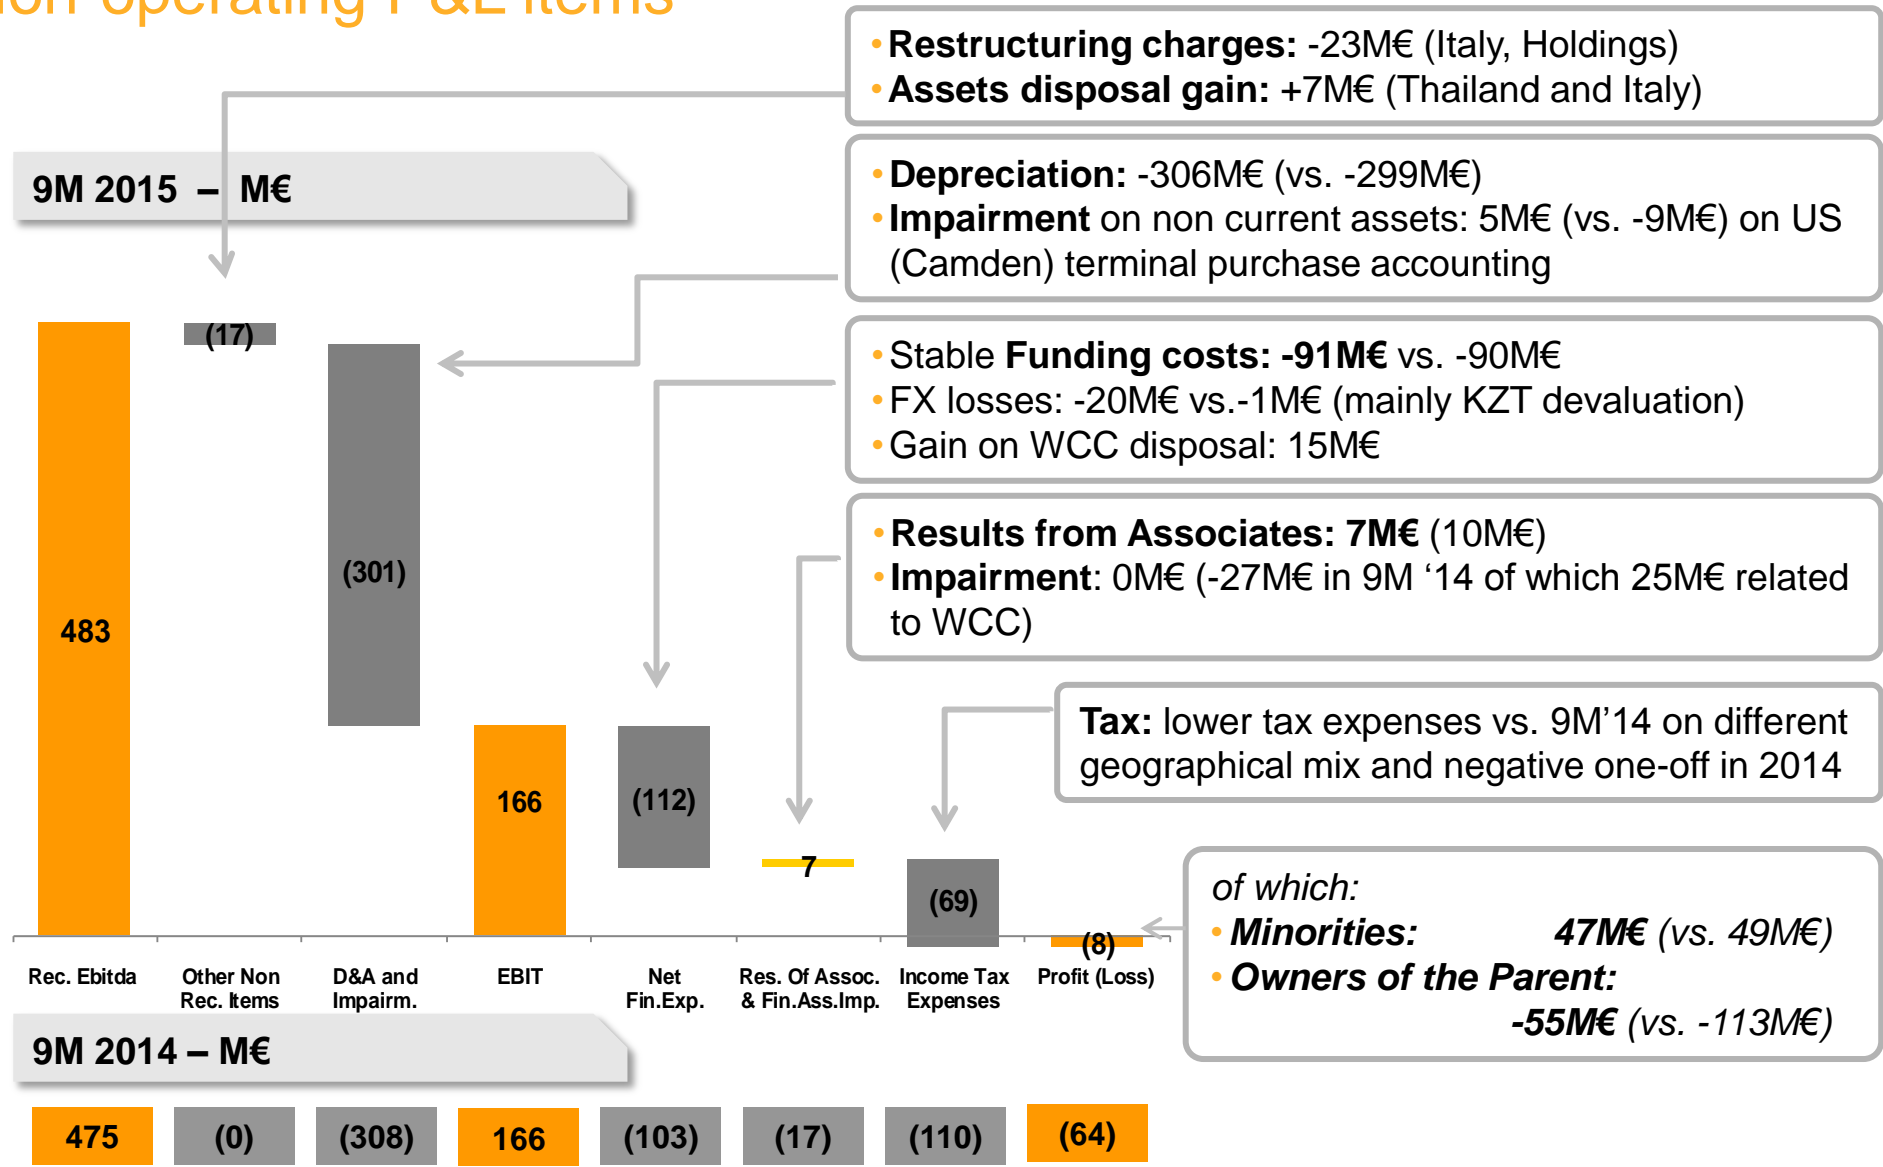 operating P&L items
• Restructuring charges: -23M€ (Italy, Holdings)
• Assets disposal gain: +7M€ (Thailand and Italy)
9M 2015 – M€
• Depreciation: -306M€ (vs. -299M€)
• Impairment on non current assets: 5M€ (vs. -9M€) on US
(Camden) terminal purchase accounting
• Stable Funding costs: -91M€ vs. -90M€
• FX losses: -20M€ vs.-1M€ (mainly KZT devaluation)
• Gain on WCC disposal: 15M€
• Results from Associates: 7M€ (10M€)
• Impairment: 0M€ (-27M€ in 9M ‘14 of which 25M€ related
to WCC)
Tax: lower tax expenses vs. 9M’14 on different
geographical mix and negative one-off in 2014
of which:
• Minorities: 47M€ (vs. 49M€)
• Owners of the Parent:
-55M€ (vs. -113M€)
483
(17)
(301)
166
(112)
7
(69)
(8)
Rec. Ebitda
Other Non
Rec. Items
D&A and
Impairm.
EBIT
Net
Fin.Exp.
Res. Of Assoc.
& Fin.Ass.Imp.
Income Tax
Expenses
Profit (Loss)
9M 2014 – M€
475 (0) (308) 166 (103) (17) (110) (64)